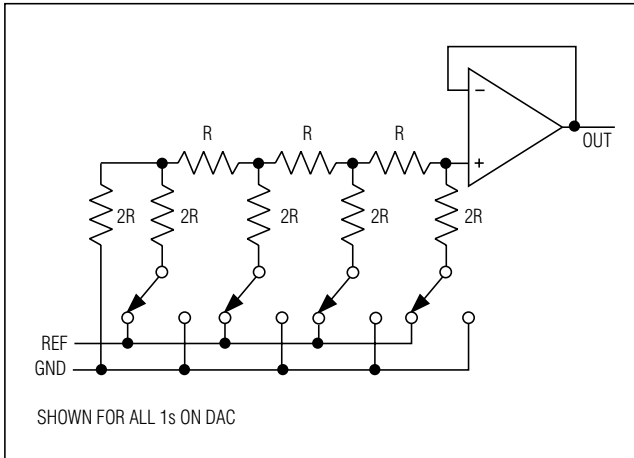 −
+
OUT
R R R
2R 2R 2R 2R 2R
REF
GND
SHOWN FOR ALL 1s ON DAC